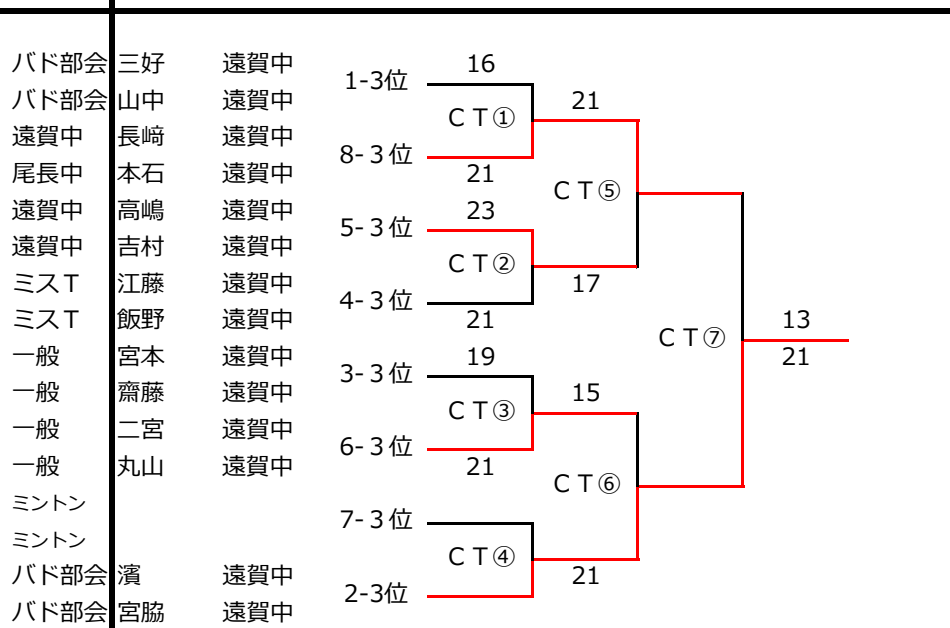 バド部会 三好 遠賀中
1-3位 16
バド部会 山中 遠賀中
ＣＴ① 21
遠賀中 長﨑 遠賀中
8-３位
尾長中 本石 遠賀中
21
ＣＴ⑤
遠賀中 高嶋 遠賀中
5-３位 23
遠賀中 吉村 遠賀中
ＣＴ②
ミスＴ 江藤 遠賀中
17
4-３位
ミスＴ 飯野 遠賀中
21
13
ＣＴ⑦
一般 宮本 遠賀中
19
21
3-３位
一般 齋藤 遠賀中
15
ＣＴ③
一般 二宮 遠賀中
6-３位
一般 丸山 遠賀中
21
ＣＴ⑥
ミントン
7-３位
ミントン
ＣＴ④
バド部会 濱 遠賀中
21
2-3位
バド部会 宮脇 遠賀中